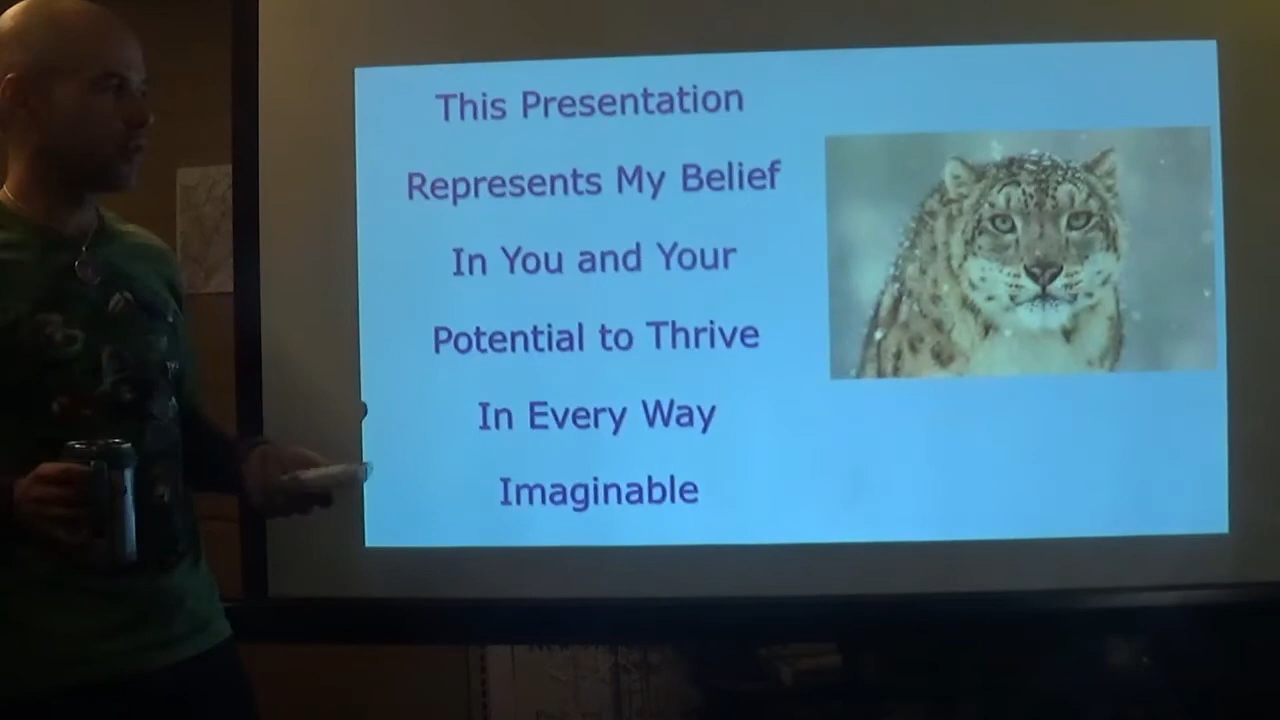 This Presentation
Represents My Belief
In You and Your
Potential to Thrive
In Every Way
Imaginable